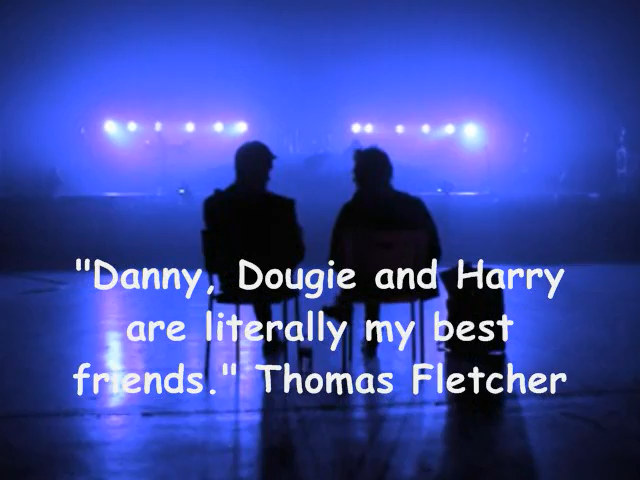 "Danny, Dougie and Harry
are literally my best
friends." Thomas Fletcher